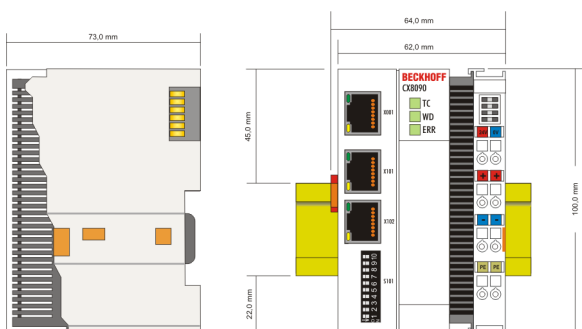 64,0 mm
73,0 mm
62,0 mm
BECKHOFF
CX8090
TC
WD
ERR
X001
24V 0V
45,0 mm
X101
+ +
100,0 mm
X102
- -
PE PE
S101
1 2 3 4 5 6 7 8 9 10
22,0 mm